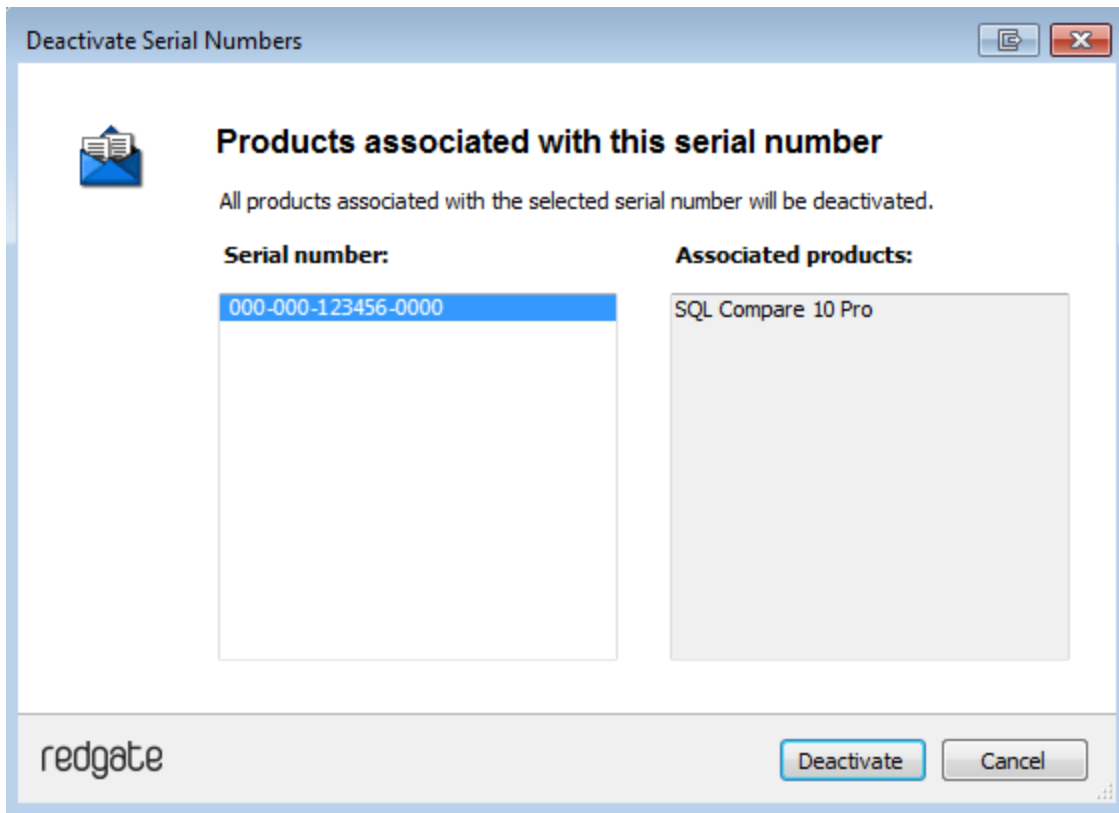 Deactivate Serial Numbers
Products associated with this serial number
All products associated with the selected serial number will be deactivated.
Serial number:
Associated products:
000-000-123456-0000
SQL Compare 10 Pro
redgate
Deactivate
Cancel